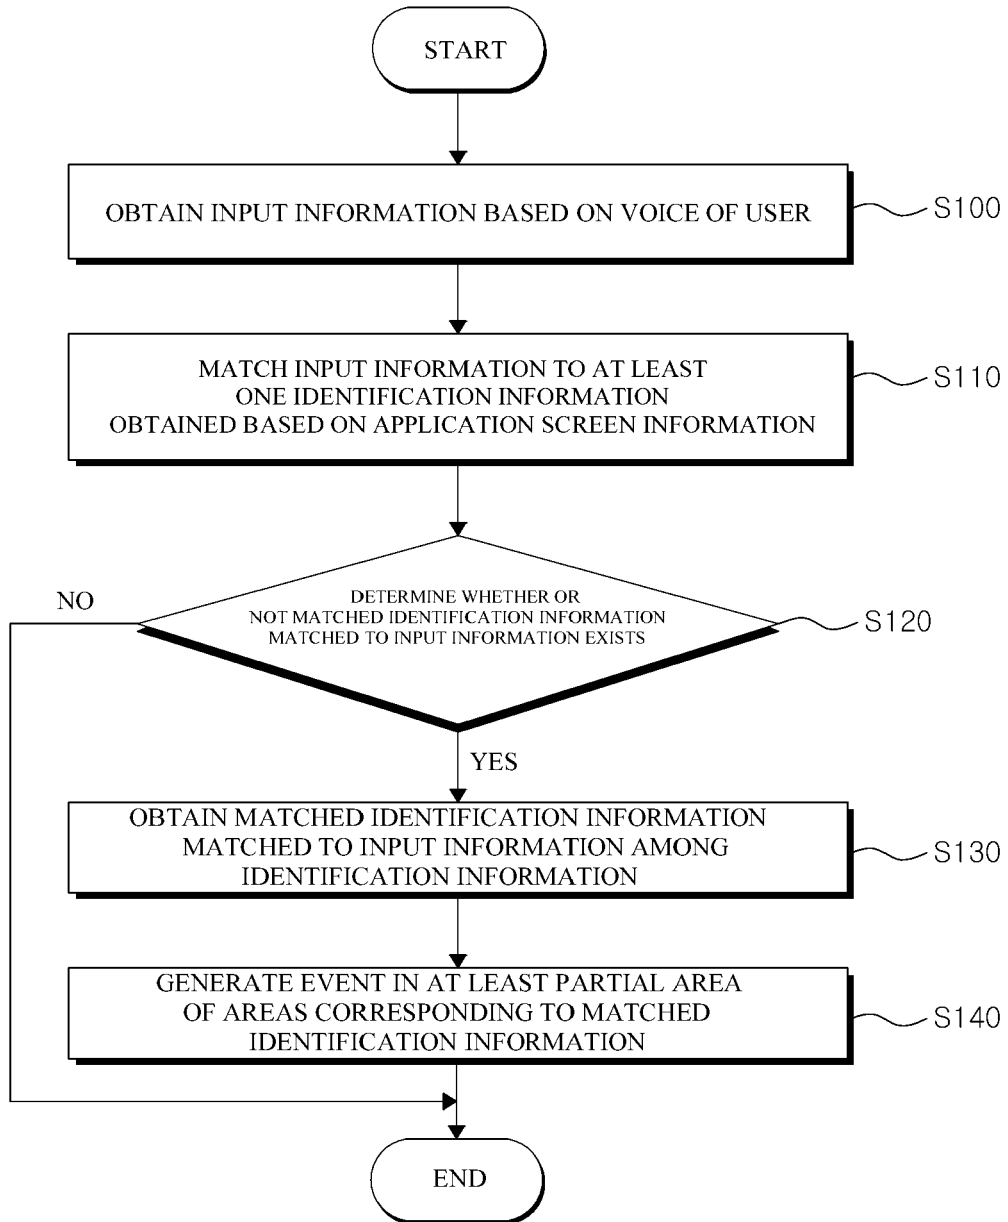 START
OBTAIN INPUT INFORMATION BASED ON VOICE OF USER
S100
MATCH INPUT INFORMATION TO AT LEAST
ONE IDENTIFICATION INFORMATION
OBTAINED BASED ON APPLICATION SCREEN INFORMATION
S110
DETERMINE WHETHER OR
NOT MATCHED IDENTIFICATION INFORMATION
MATCHED TO INPUT INFORMATION EXISTS
S120
NO
YES
OBTAIN MATCHED IDENTIFICATION INFORMATION
MATCHED TO INPUT INFORMATION AMONG
IDENTIFICATION INFORMATION
S130
GENERATE EVENT IN AT LEAST PARTIAL AREA
OF AREAS CORRESPONDING TO MATCHED
IDENTIFICATION INFORMATION
S140
END